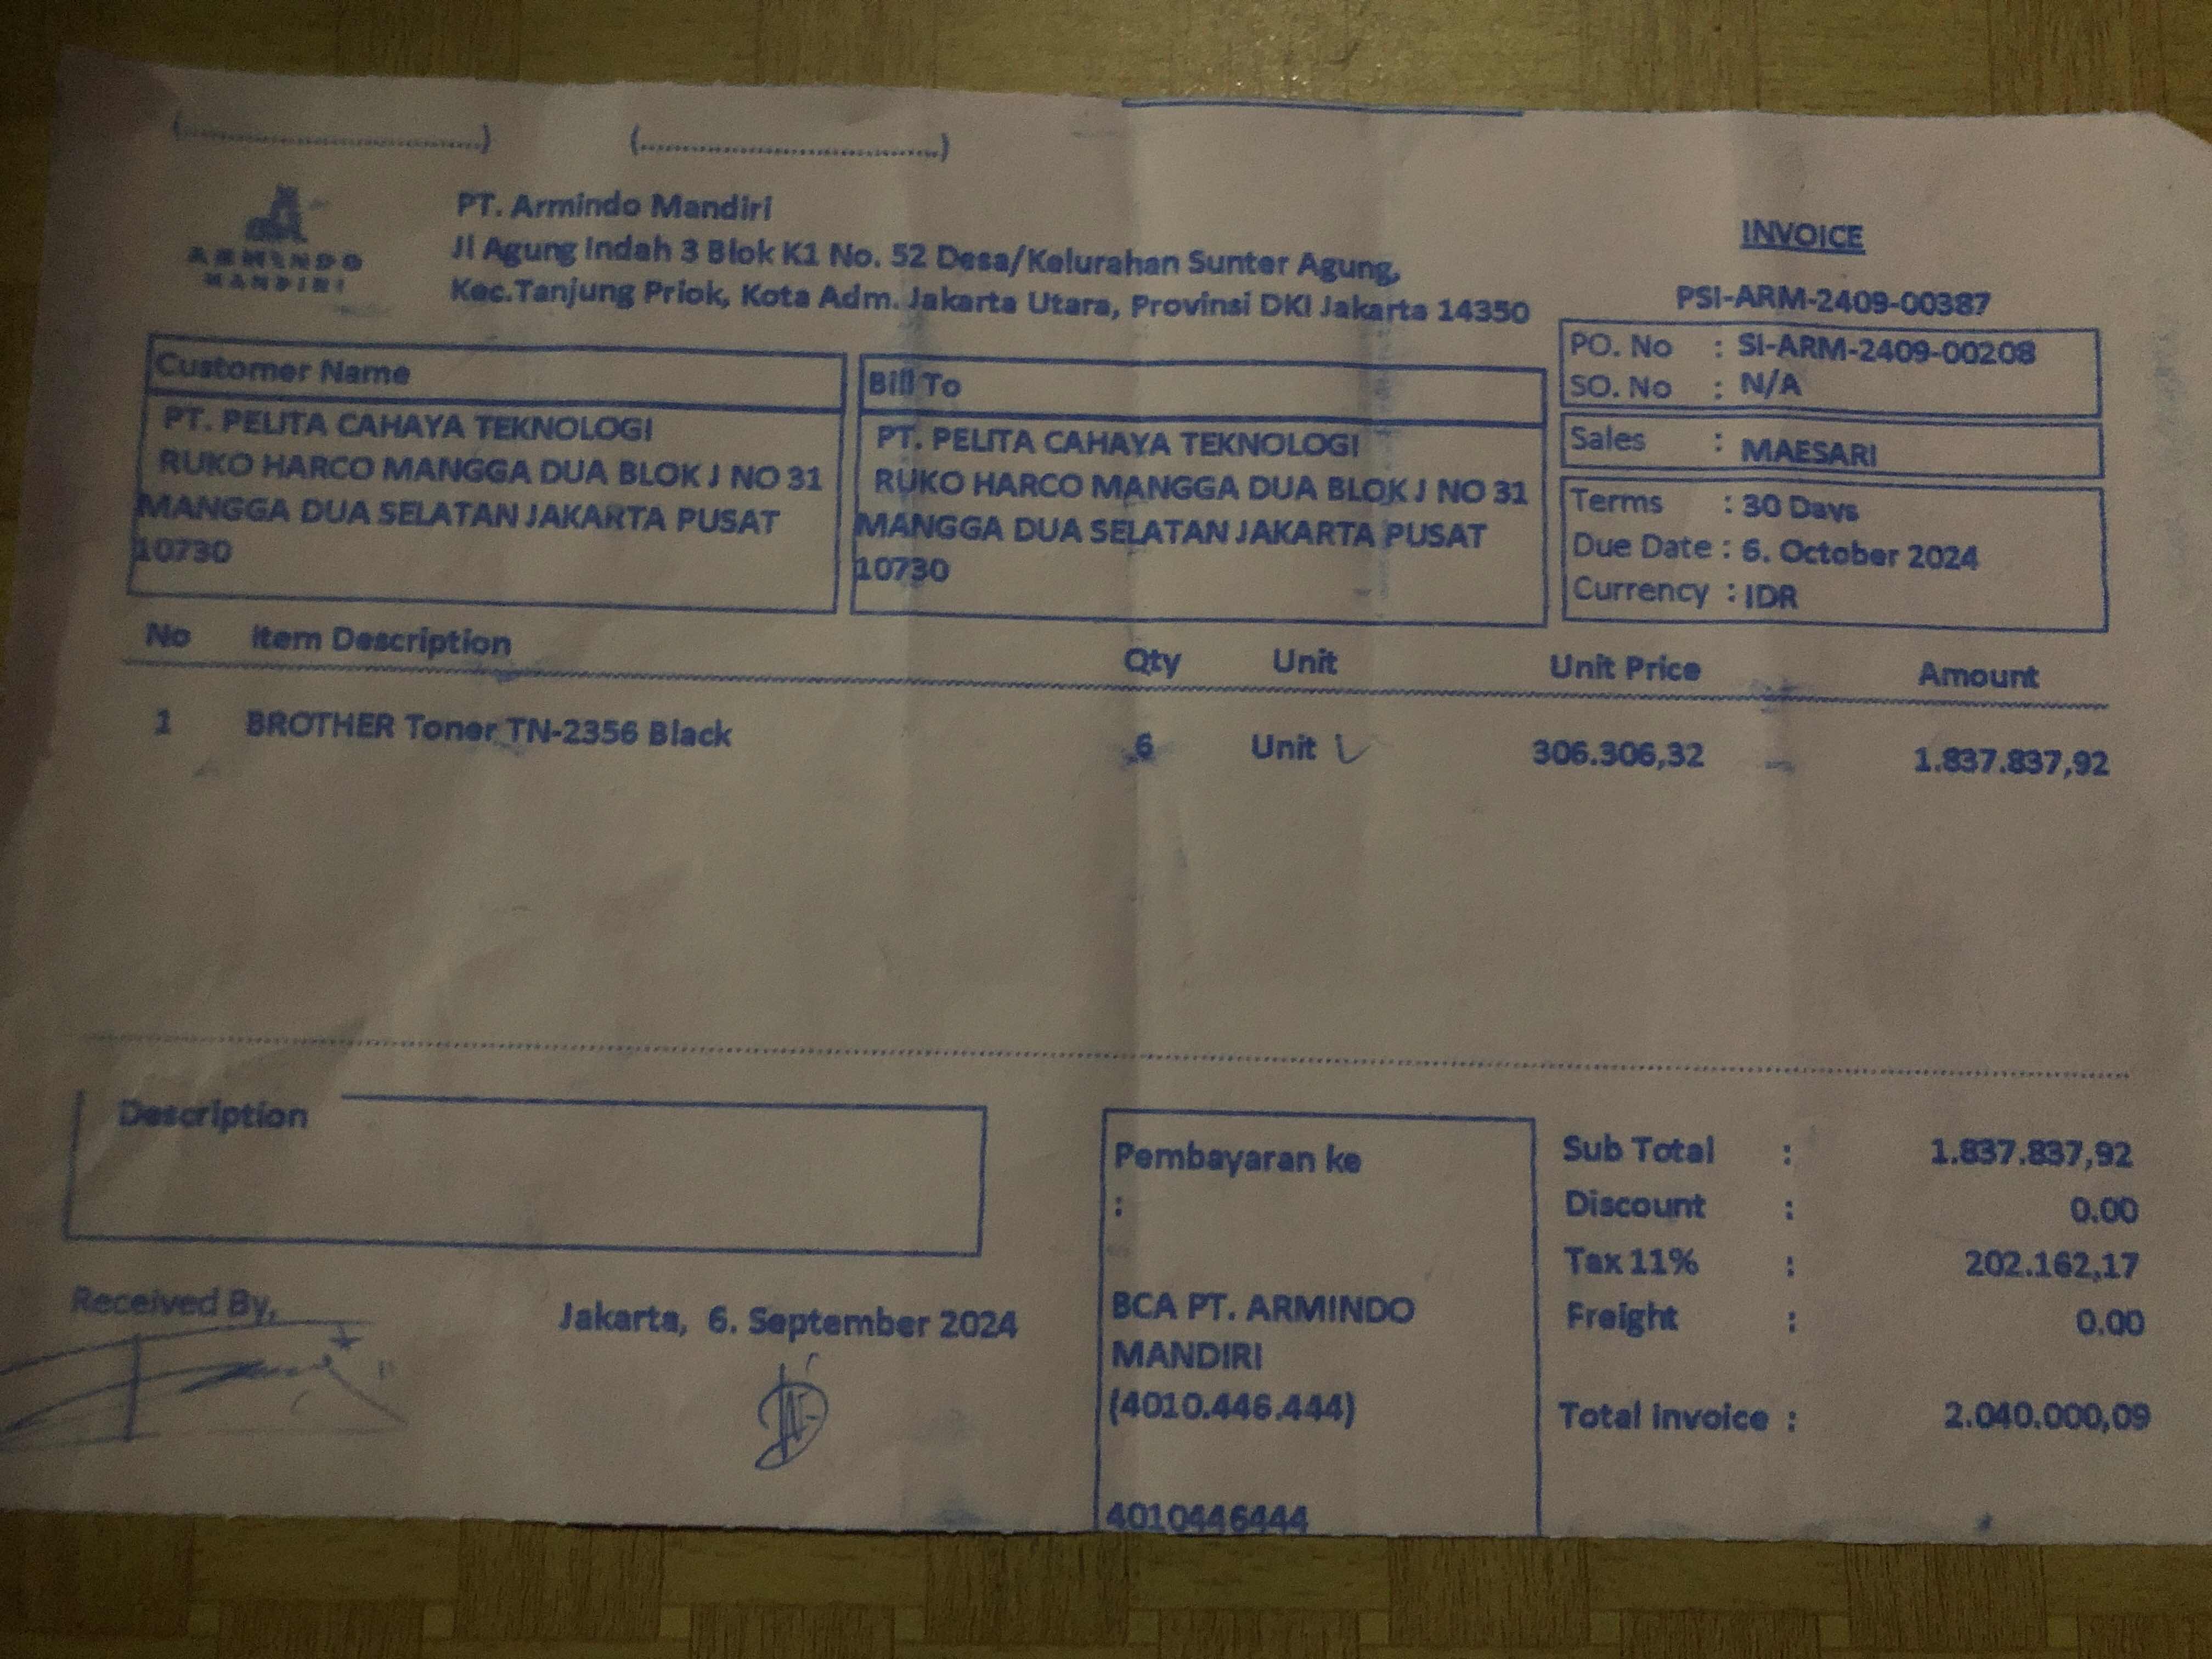 (..............................) (..............................)
ARMINDO
MANDIRI
PT. Armindo Mandiri
Jl Agung Indah 3 Blok K1 No. 52 Desa/Kelurahan Sunter Agung,
Kec.Tanjung Priok, Kota Adm. Jakarta Utara, Provinsi DKI Jakarta 14350
INVOICE
PSI-ARM-2409-00387
PO. No : SI-ARM-2409-00208
SO. No : N/A
Sales : MAESARI
Terms : 30 Days
Due Date : 6. October 2024
Currency : IDR
Customer Name
PT. PELITA CAHAYA TEKNOLOGI
RUKO HARCO MANGGA DUA BLOK J NO 31
MANGGA DUA SELATAN JAKARTA PUSAT
10730
Bill To
PT. PELITA CAHAYA TEKNOLOGI
RUKO HARCO MANGGA DUA BLOK J NO 31
MANGGA DUA SELATAN JAKARTA PUSAT
10730
No Item Description Qty Unit Unit Price Amount
1 BROTHER Toner TN-2356 Black 6 Unit 306.306,32 1.837.837,92
Description
Received By,
Jakarta, 6. September 2024
Pembayaran ke
:
BCA PT. ARMINDO
MANDIRI
(4010.446.444)
4010446444
Sub Total : 1.837.837,92
Discount : 0.00
Tax 11% : 202.162,17
Freight : 0.00
Total Invoice : 2.040.000,09